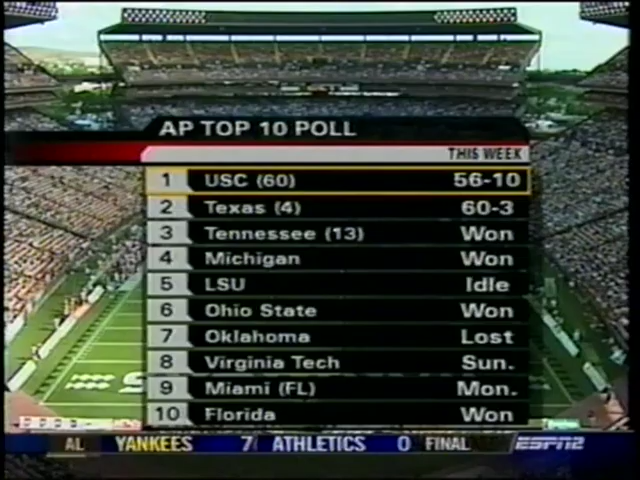 AP TOP 10 POLL
THIS WEEK
1 USC (60) 56-10
2 Texas (4) 60-3
3 Tennessee (13) Won
4 Michigan Won
5 LSU Idle
6 Ohio State Won
7 Oklahoma Lost
8 Virginia Tech Sun.
9 Miami (FL) Mon.
10 Florida Won
AL YANKEES 7 ATHLETICS 0 FINAL ESPN2